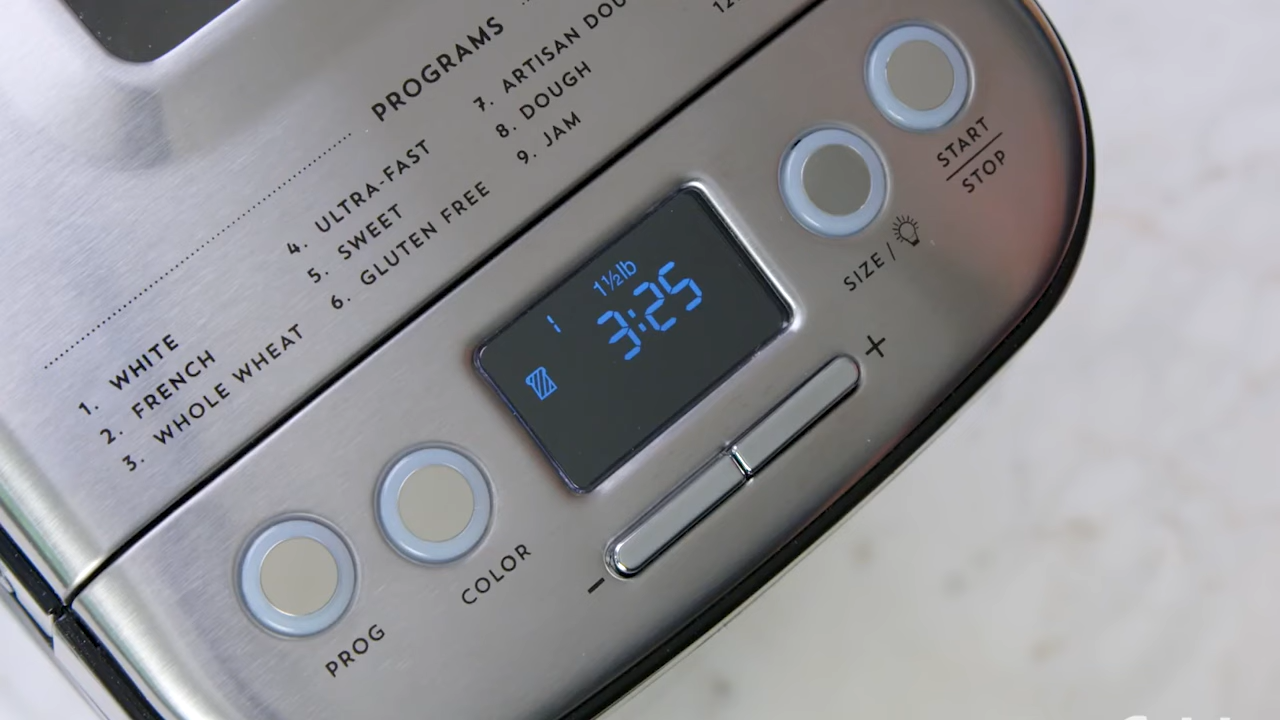 PROGRAMS
1. WHITE
2. FRENCH
3. WHOLE WHEAT
4. ULTRA-FAST
5. SWEET
6. GLUTEN FREE
7. ARTISAN
8. DOUGH
9. JAM
1½lb
1
3:25
PROG
COLOR
-
+
SIZE /
START
STOP